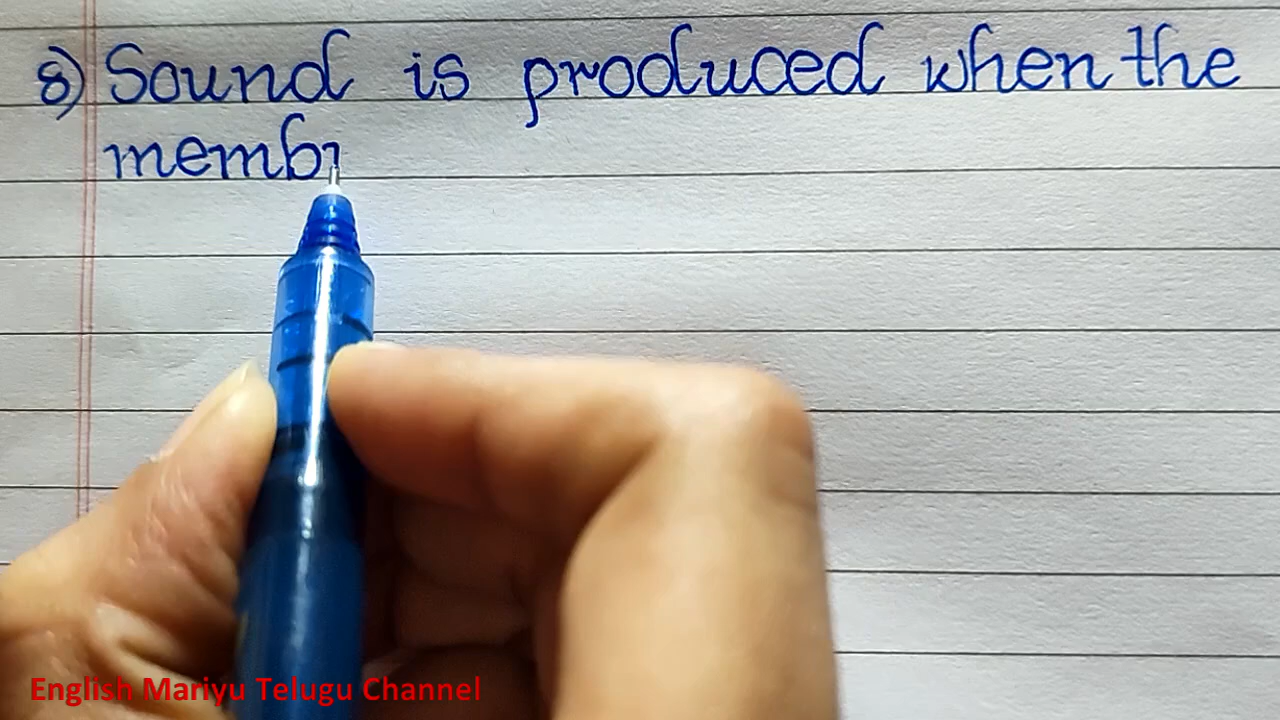 8) Sound is produced when the
membr
English Mariyu Telugu Channel